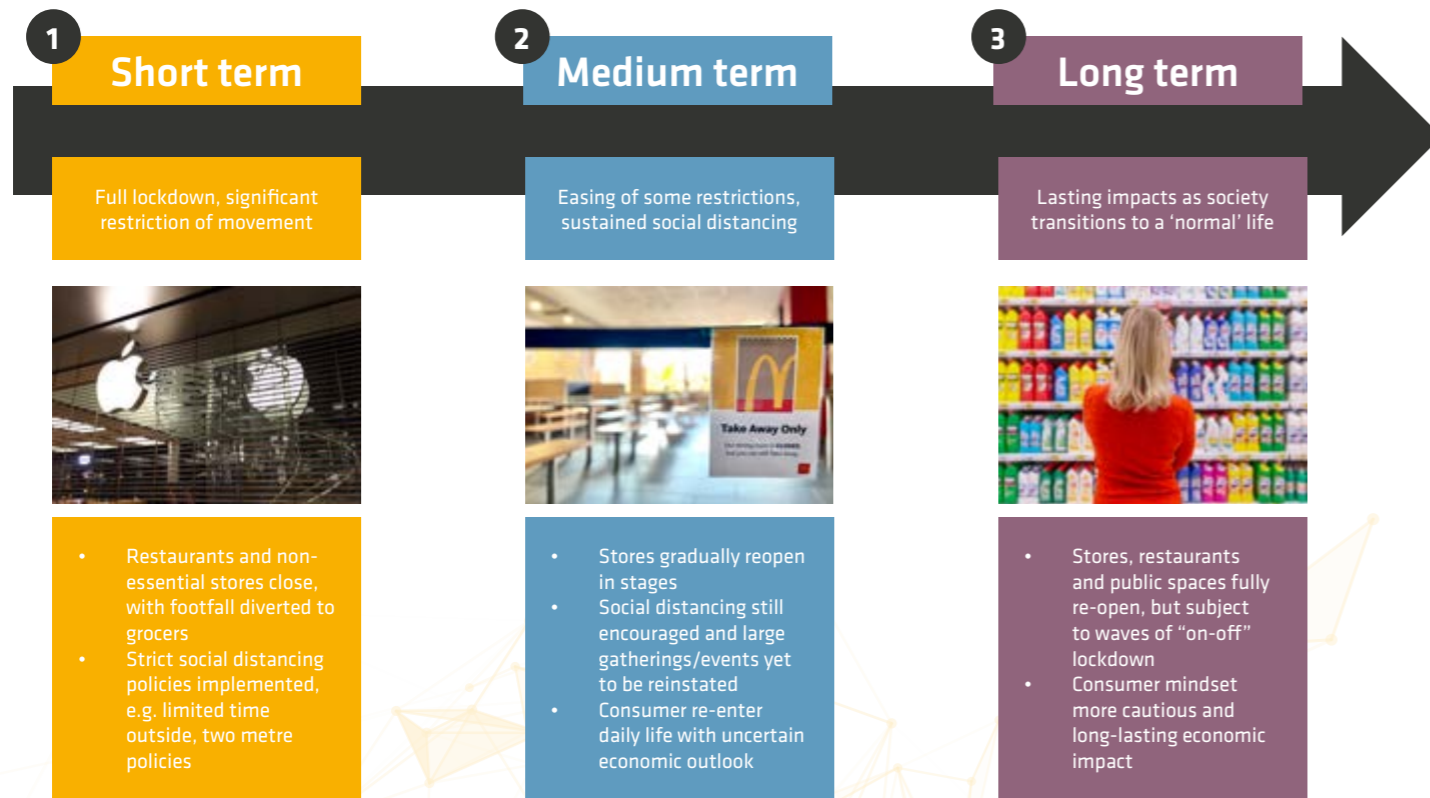 1
Short term
Full lockdown, significant
restriction of movement
• Restaurants and non-
essential stores close,
with footfall diverted to
grocers
• Strict social distancing
policies implemented,
e.g. limited time
outside, two metre
policies
2
Medium term
Easing of some restrictions,
sustained social distancing
Take Away Only
• Stores gradually reopen
in stages
• Social distancing still
encouraged and large
gatherings/events yet
to be reinstated
• Consumer re-enter
daily life with uncertain
economic outlook
3
Long term
Lasting impacts as society
transitions to a ‘normal’ life
• Stores, restaurants
and public spaces fully
re-open, but subject
to waves of “on-off”
lockdown
• Consumer mindset
more cautious and
long-lasting economic
impact